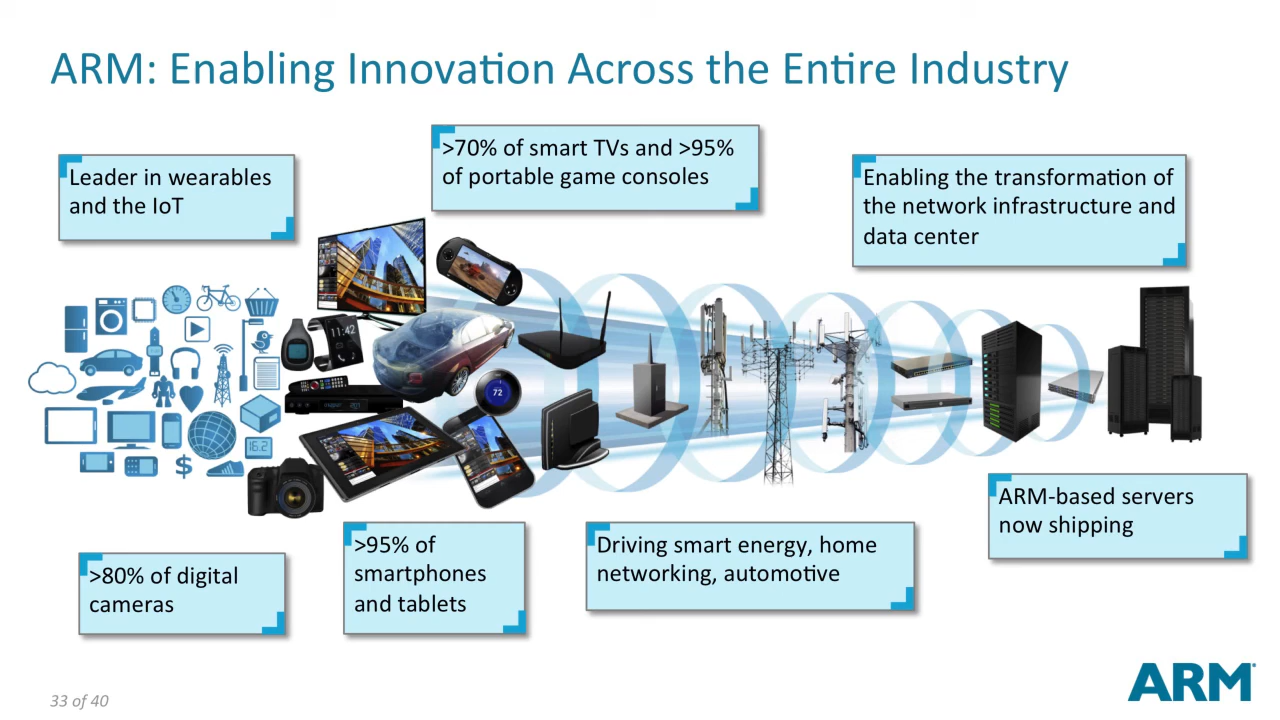 ARM: Enabling Innovation Across the Entire Industry
Leader in wearables
and the IoT
>70% of smart TVs and >95%
of portable game consoles
Enabling the transformation of
the network infrastructure and
data center
11:42
72
16:2
$
>80% of digital
cameras
>95% of
smartphones
and tablets
Driving smart energy, home
networking, automotive
ARM-based servers
now shipping
33 of 40
ARM